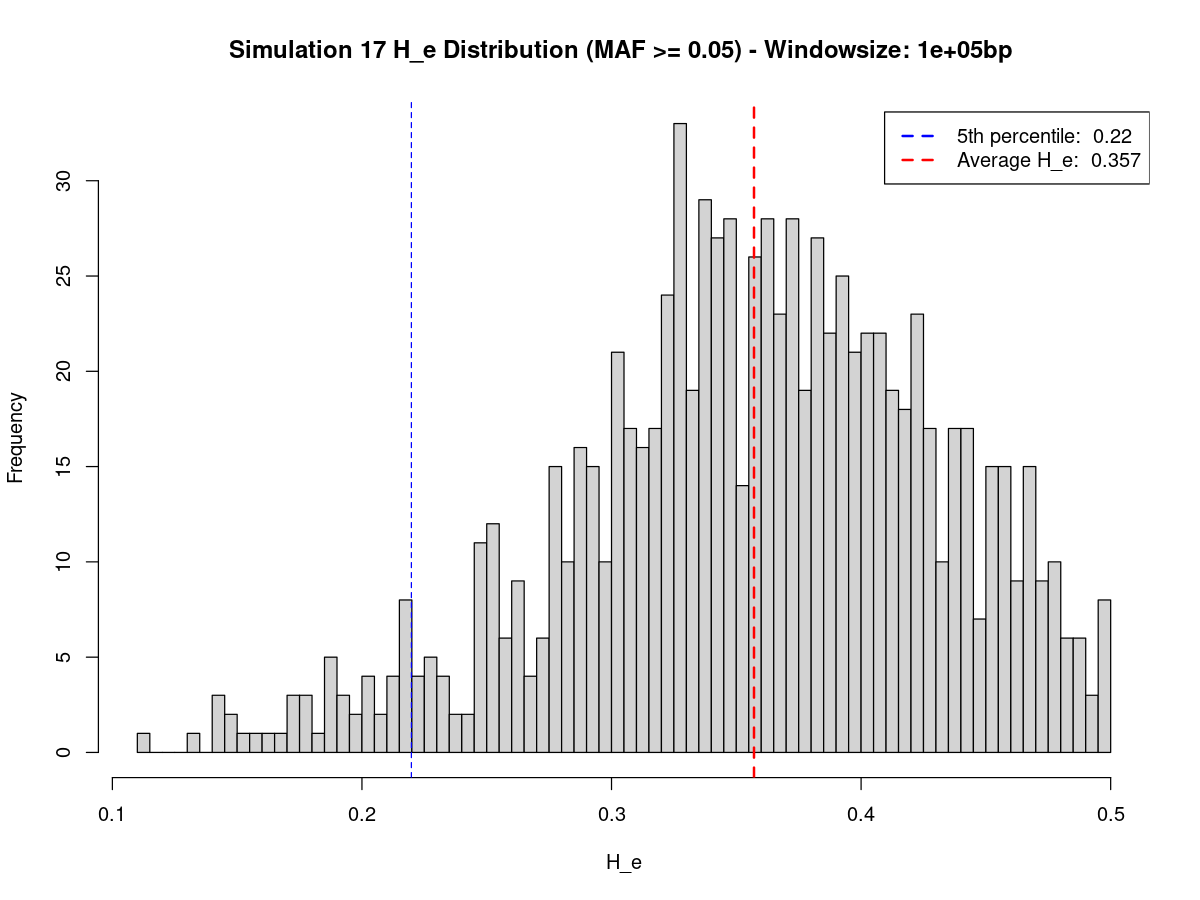 Simulation 17 H_e Distribution (MAF >= 0.05) - Windowsize: 1e+05bp
5th percentile: 0.22
Average H_e: 0.357
Frequency
30
25
20
15
10
5
0
0.1 0.2 0.3 0.4 0.5
H_e